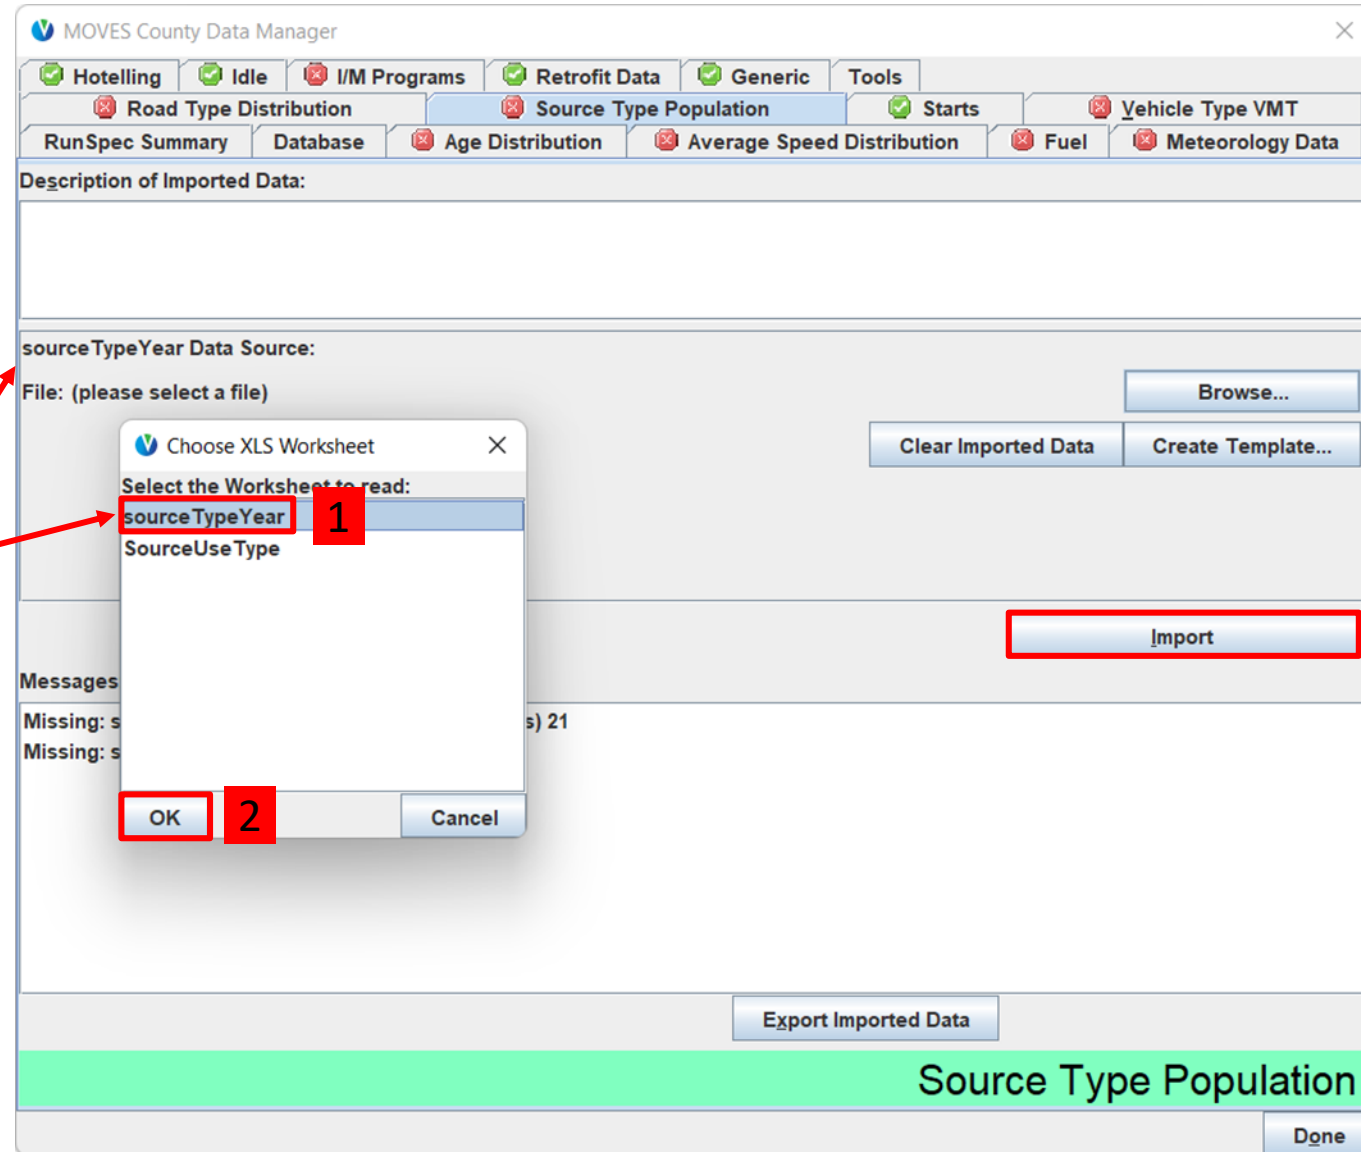 MOVES County Data Manager
Hotelling Idle I/M Programs Retrofit Data Generic Tools
Road Type Distribution Source Type Population Starts Vehicle Type VMT
RunSpec Summary Database Age Distribution Average Speed Distribution Fuel Meteorology Data
Description of Imported Data:
sourceTypeYear Data Source:
File: (please select a file) Browse...
Clear Imported Data Create Template...
Choose XLS Worksheet
Select the Worksheet to read:
sourceTypeYear 1
SourceUseType
Import
Messages
Missing: s s) 21
Missing: s
OK 2 Cancel
Export Imported Data
Source Type Population
Done